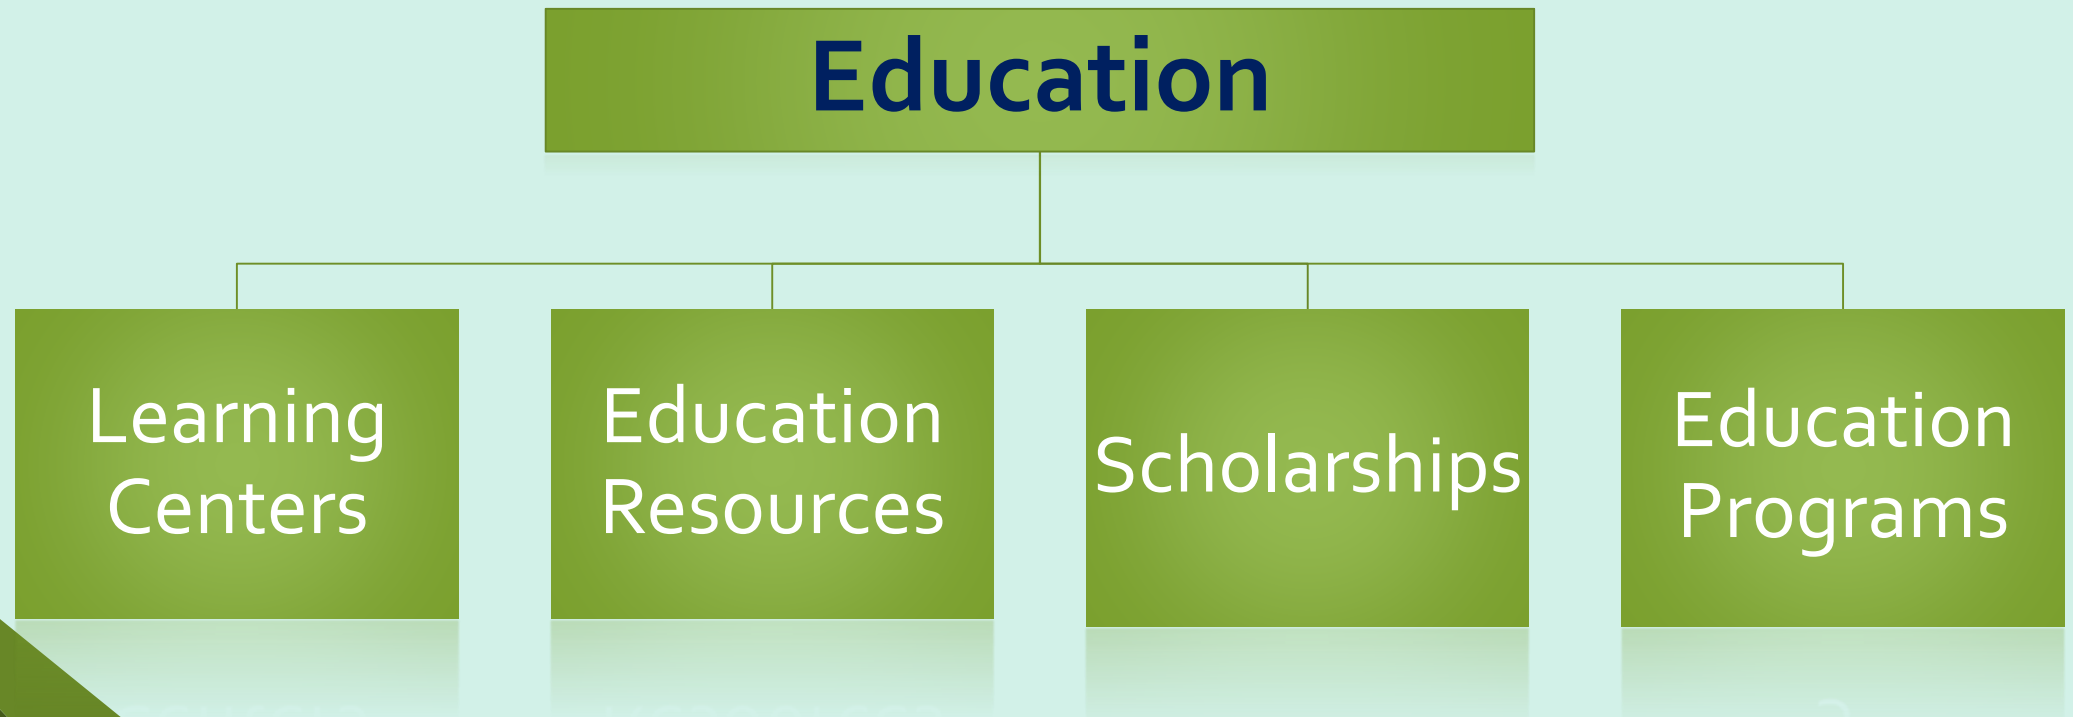 Education
Learning
Centers
Education
Resources
Scholarships
Education
Programs